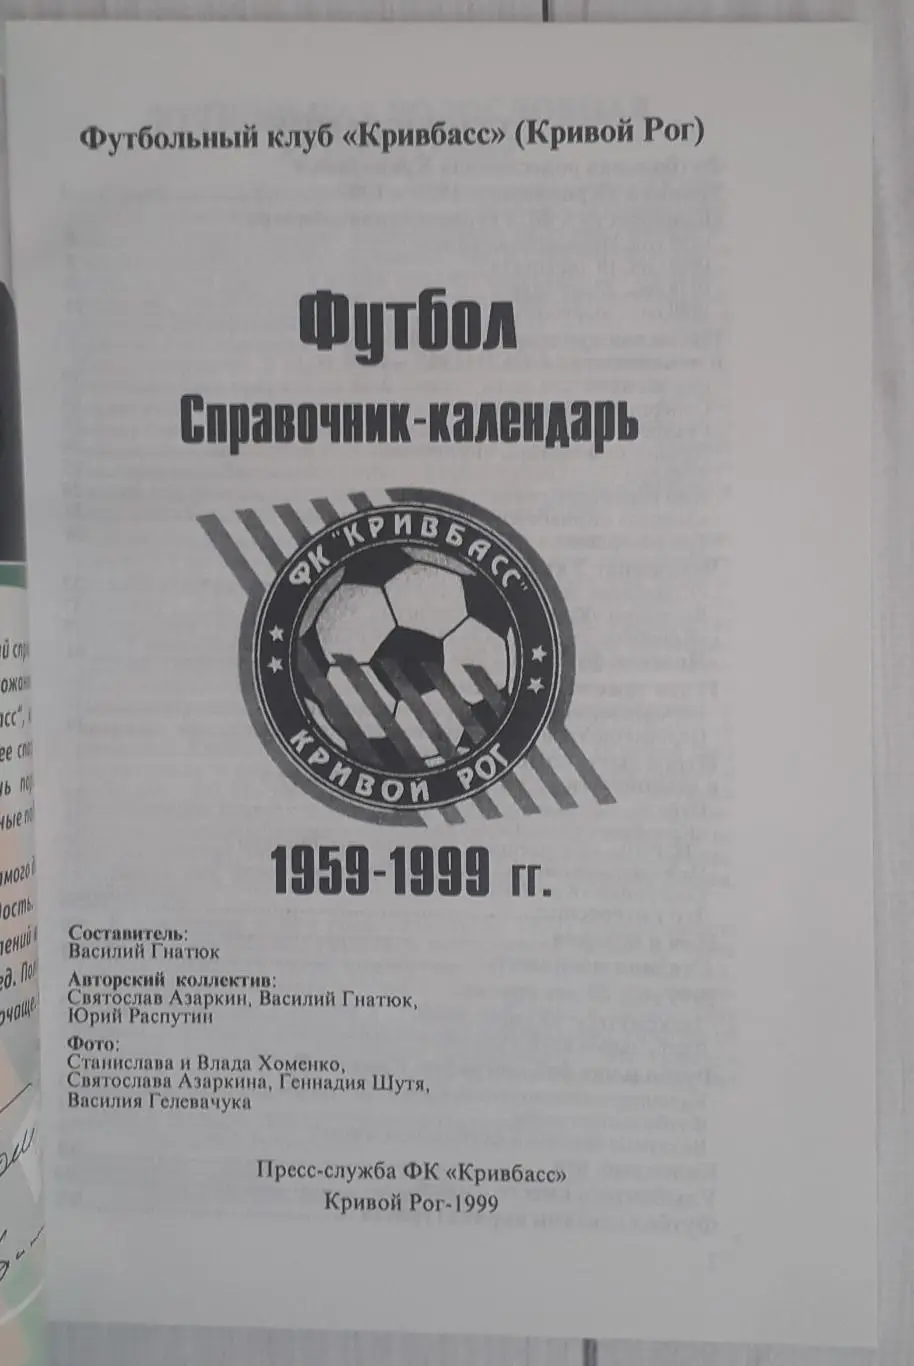 Футбольный клуб «Кривбасс» (Кривой Рог)
Футбол
Справочник-календарь
ФК "КРИВБАСС"
КРИВОЙ РОГ
1959-1999 гг.
Составитель:
Василий Гнатюк
Авторский коллектив:
Святослав Азаркин, Василий Гнатюк,
Юрий Распутин
Фото:
Станислава и Влада Хоменко,
Святослава Азаркина, Геннадия Шутя,
Василия Гелевачука
Пресс-служба ФК «Кривбасс»
Кривой Рог-1999